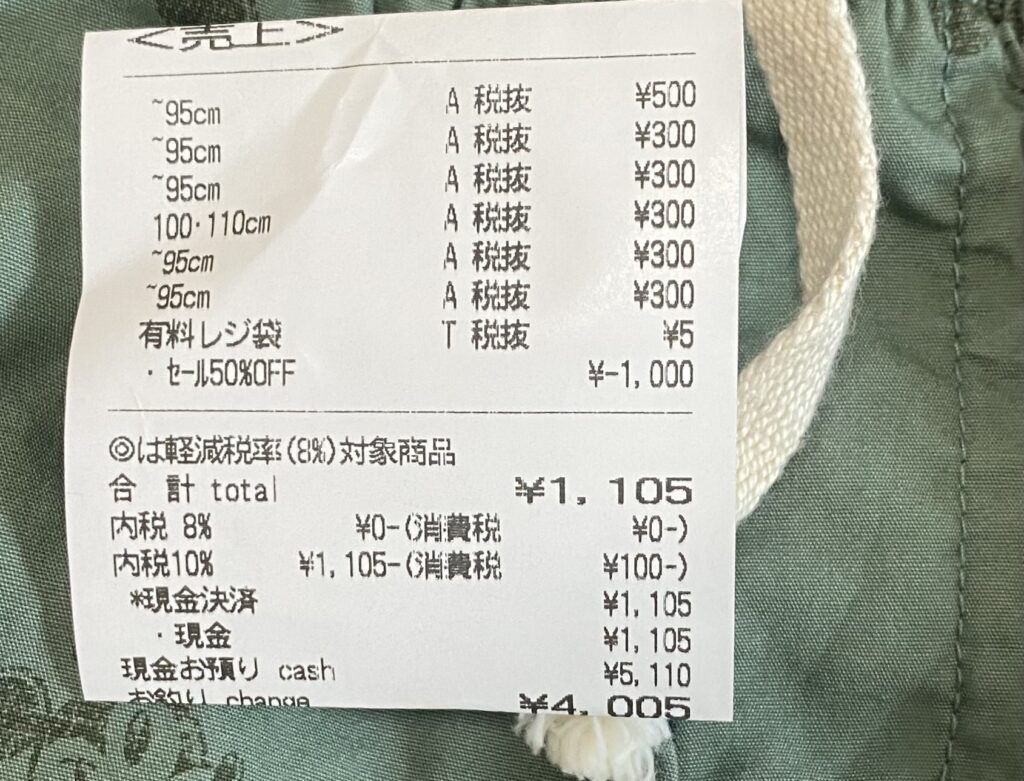 <売上>
~95cm A 税抜 ¥500
~95cm A 税抜 ¥300
~95cm A 税抜 ¥300
100・110cm A 税抜 ¥300
~95cm A 税抜 ¥300
~95cm A 税抜 ¥300
有料レジ袋 T 税抜 ¥5
・セール50%OFF ¥-1,000
◎は軽減税率(8%)対象商品
合 計 total ¥1,105
内税 8% ¥0-(消費税 ¥0-)
内税10% ¥1,105-(消費税 ¥100-)
*現金決済 ¥1,105
・現金 ¥1,105
現金お預り cash ¥5,110
お釣り change ¥4,005